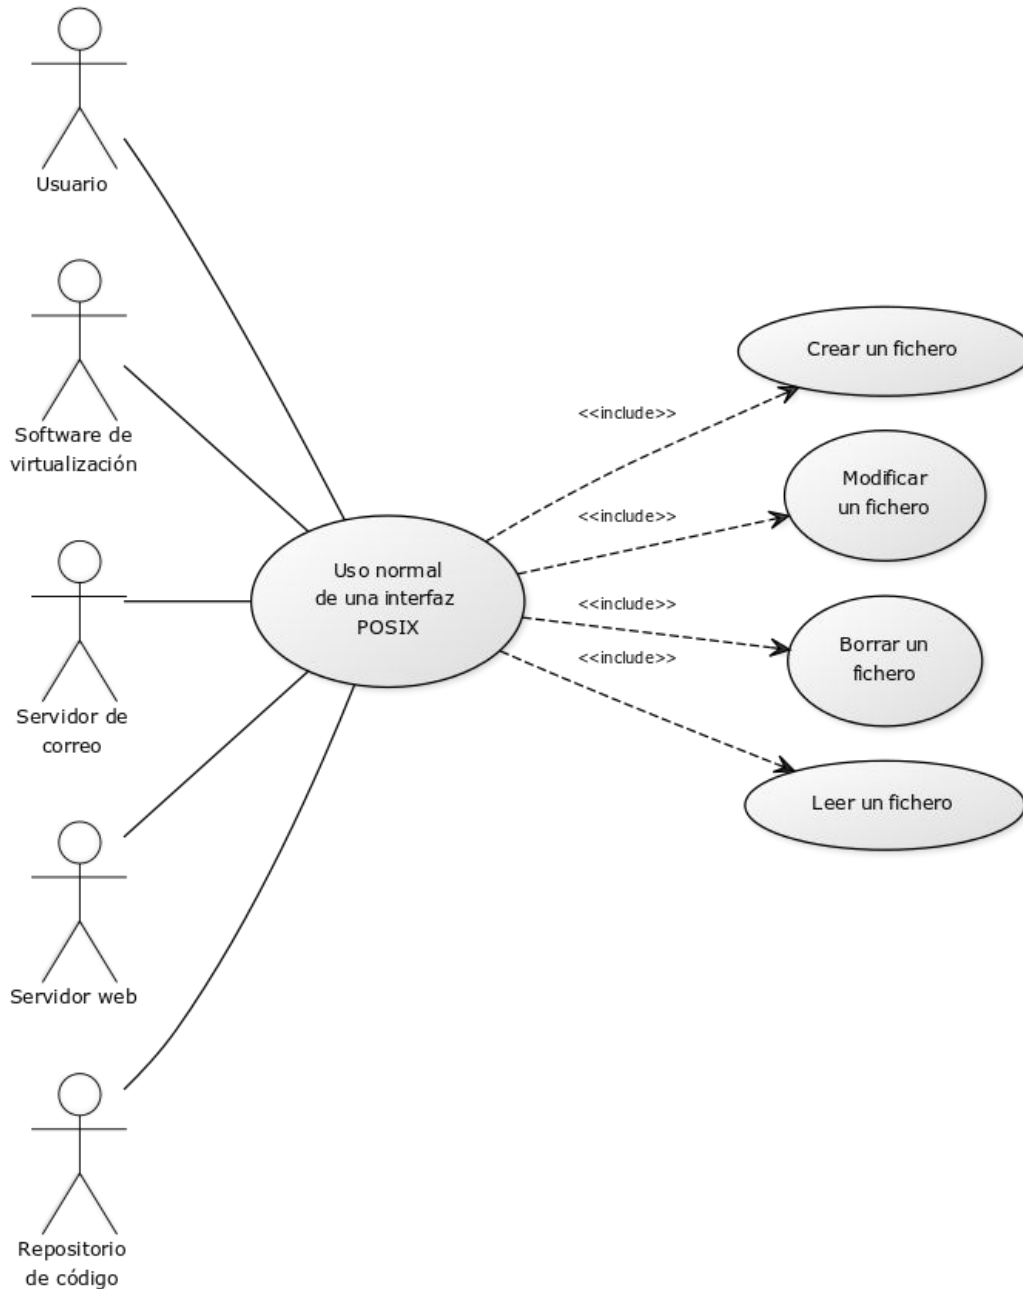 Usuario
Software de
virtualización
Servidor de
correo
Servidor web
Repositorio
de código
Uso normal
de una interfaz
POSIX
<<include>>
<<include>>
<<include>>
<<include>>
Crear un fichero
Modificar
un fichero
Borrar un
fichero
Leer un fichero